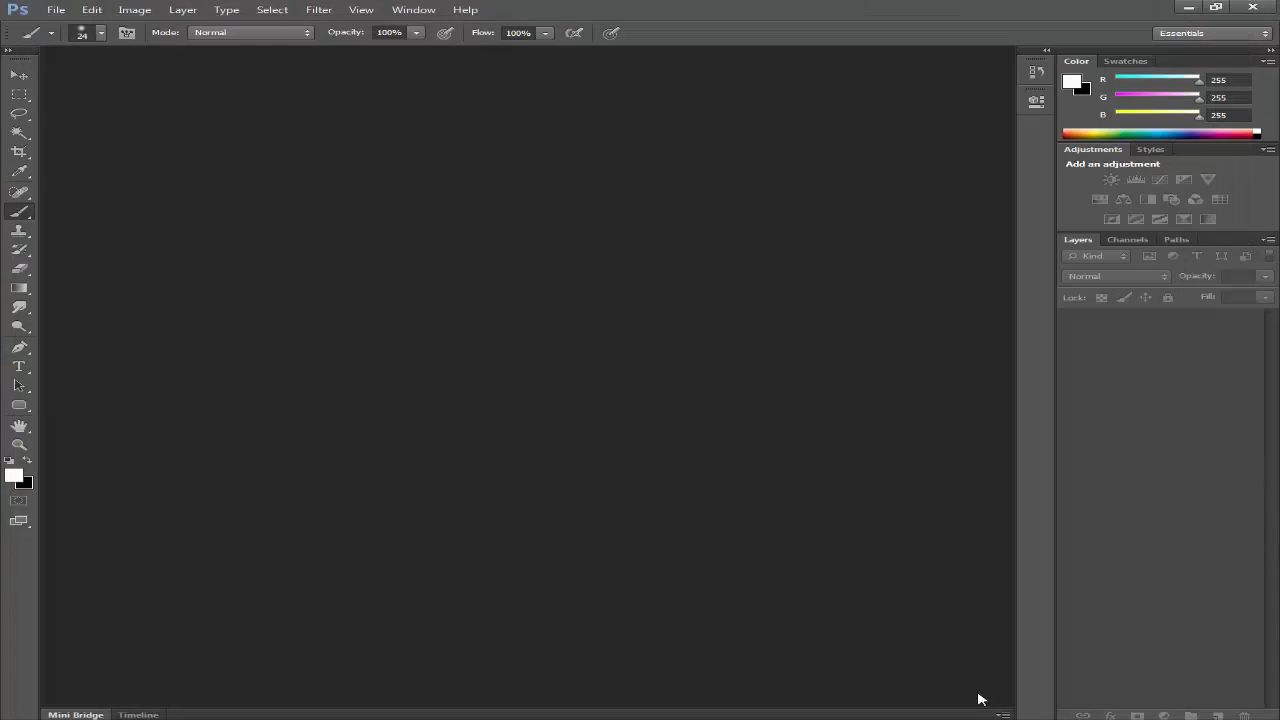 Ps File Edit Image Layer Type Select Filter View Window Help
24 Mode: Normal Opacity: 100% Flow: 100% Essentials
Color Swatches
R 255
G 255
B 255
Adjustments Styles
Add an adjustment
Layers Channels Paths
Kind
Normal Opacity:
Lock: Fill:
Mini Bridge Timeline